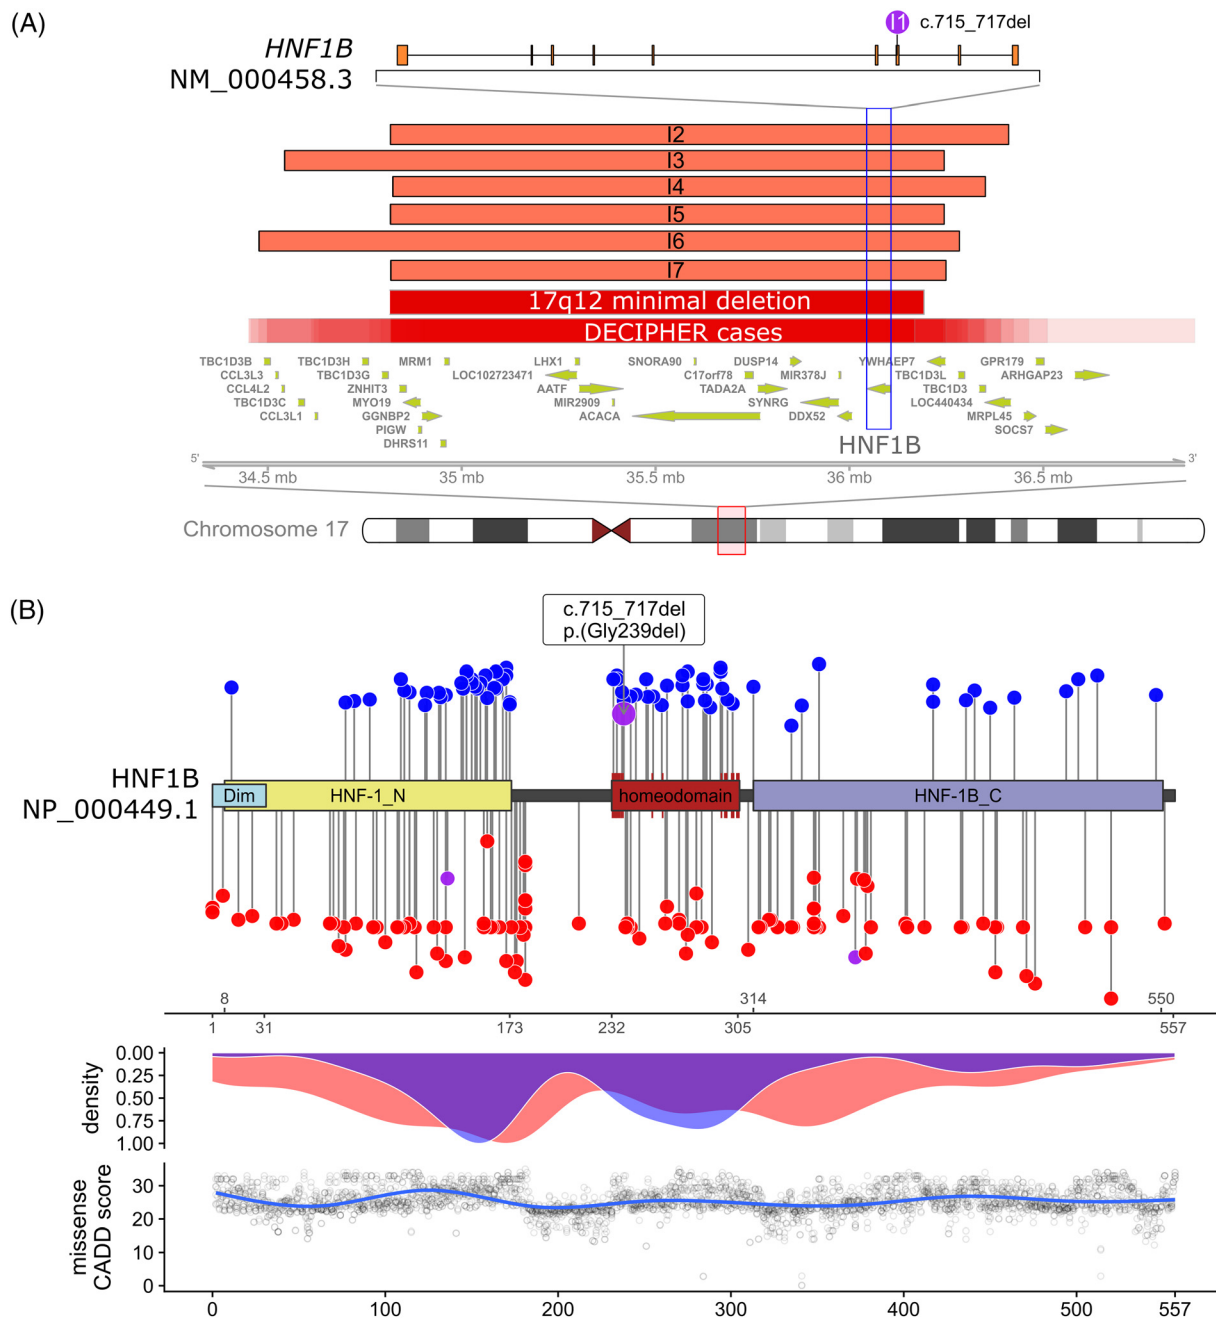 (A)
I1 c.715_717del
HNF1B
NM_000458.3
I2
I3
I4
I5
I6
I7
17q12 minimal deletion
DECIPHER cases
TBC1D3B TBC1D3H MRM1 LHX1 SNORA90 DUSP14 YWHAEP7 GPR179
CCL3L3 TBC1D3G LOC102723471 C17orf78 MIR378J TBC1D3L ARHGAP23
CCL4L2 ZNHIT3 AATF TADA2A TBC1D3
TBC1D3C MYO19 MIR2909 SYNRG LOC440434
CCL3L1 GGNBP2 ACACA DDX52 MRPL45
PIGW SOCS7
DHRS11
HNF1B
5' 3'
34.5 mb 35 mb 35.5 mb 36 mb 36.5 mb
Chromosome 17
(B)
c.715_717del
p.(Gly239del)
HNF1B
NP_000449.1
Dim HNF-1_N homeodomain HNF-1B_C
8 314 550
1 31 173 232 305 557
density
0.00
0.25
0.50
0.75
1.00
missense
CADD score
30
20
10
0
0 100 200 300 400 500 557